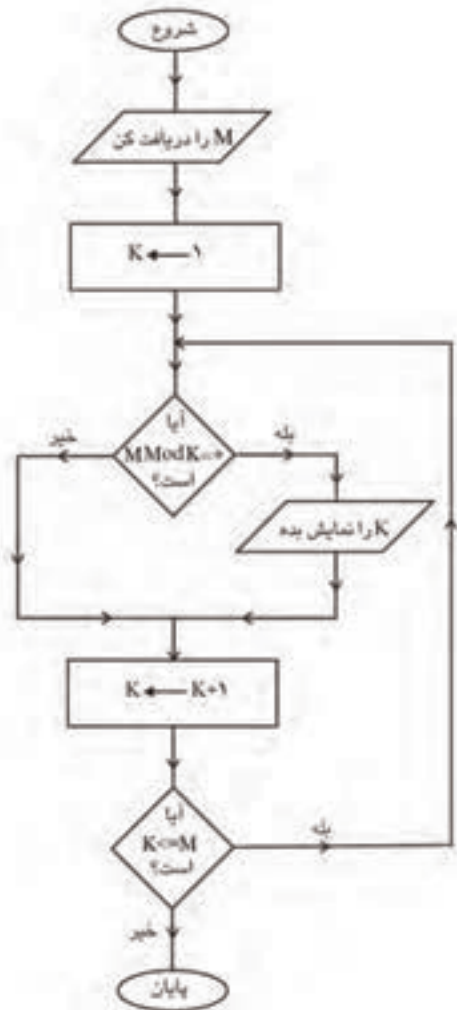 شروع
M را دریافت کن
K ← ۱
آیا
M Mod K=۰
است؟
خیر
بله
K را نمایش بده
K ← K+۱
آیا
K<=M
است؟
بله
خیر
پایان